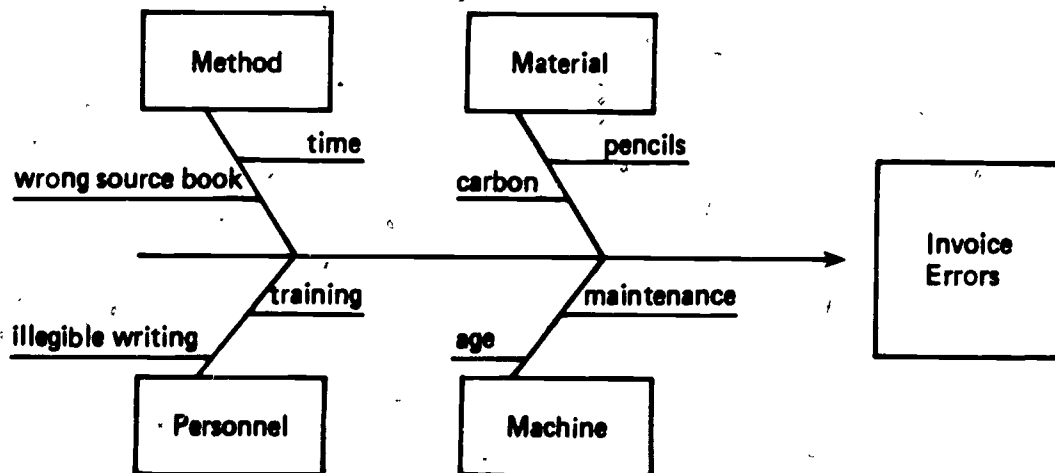 Method
Material
time
pencils
wrong source book
carbon
Invoice
Errors
training
maintenance
illegible writing
age
Personnel
Machine